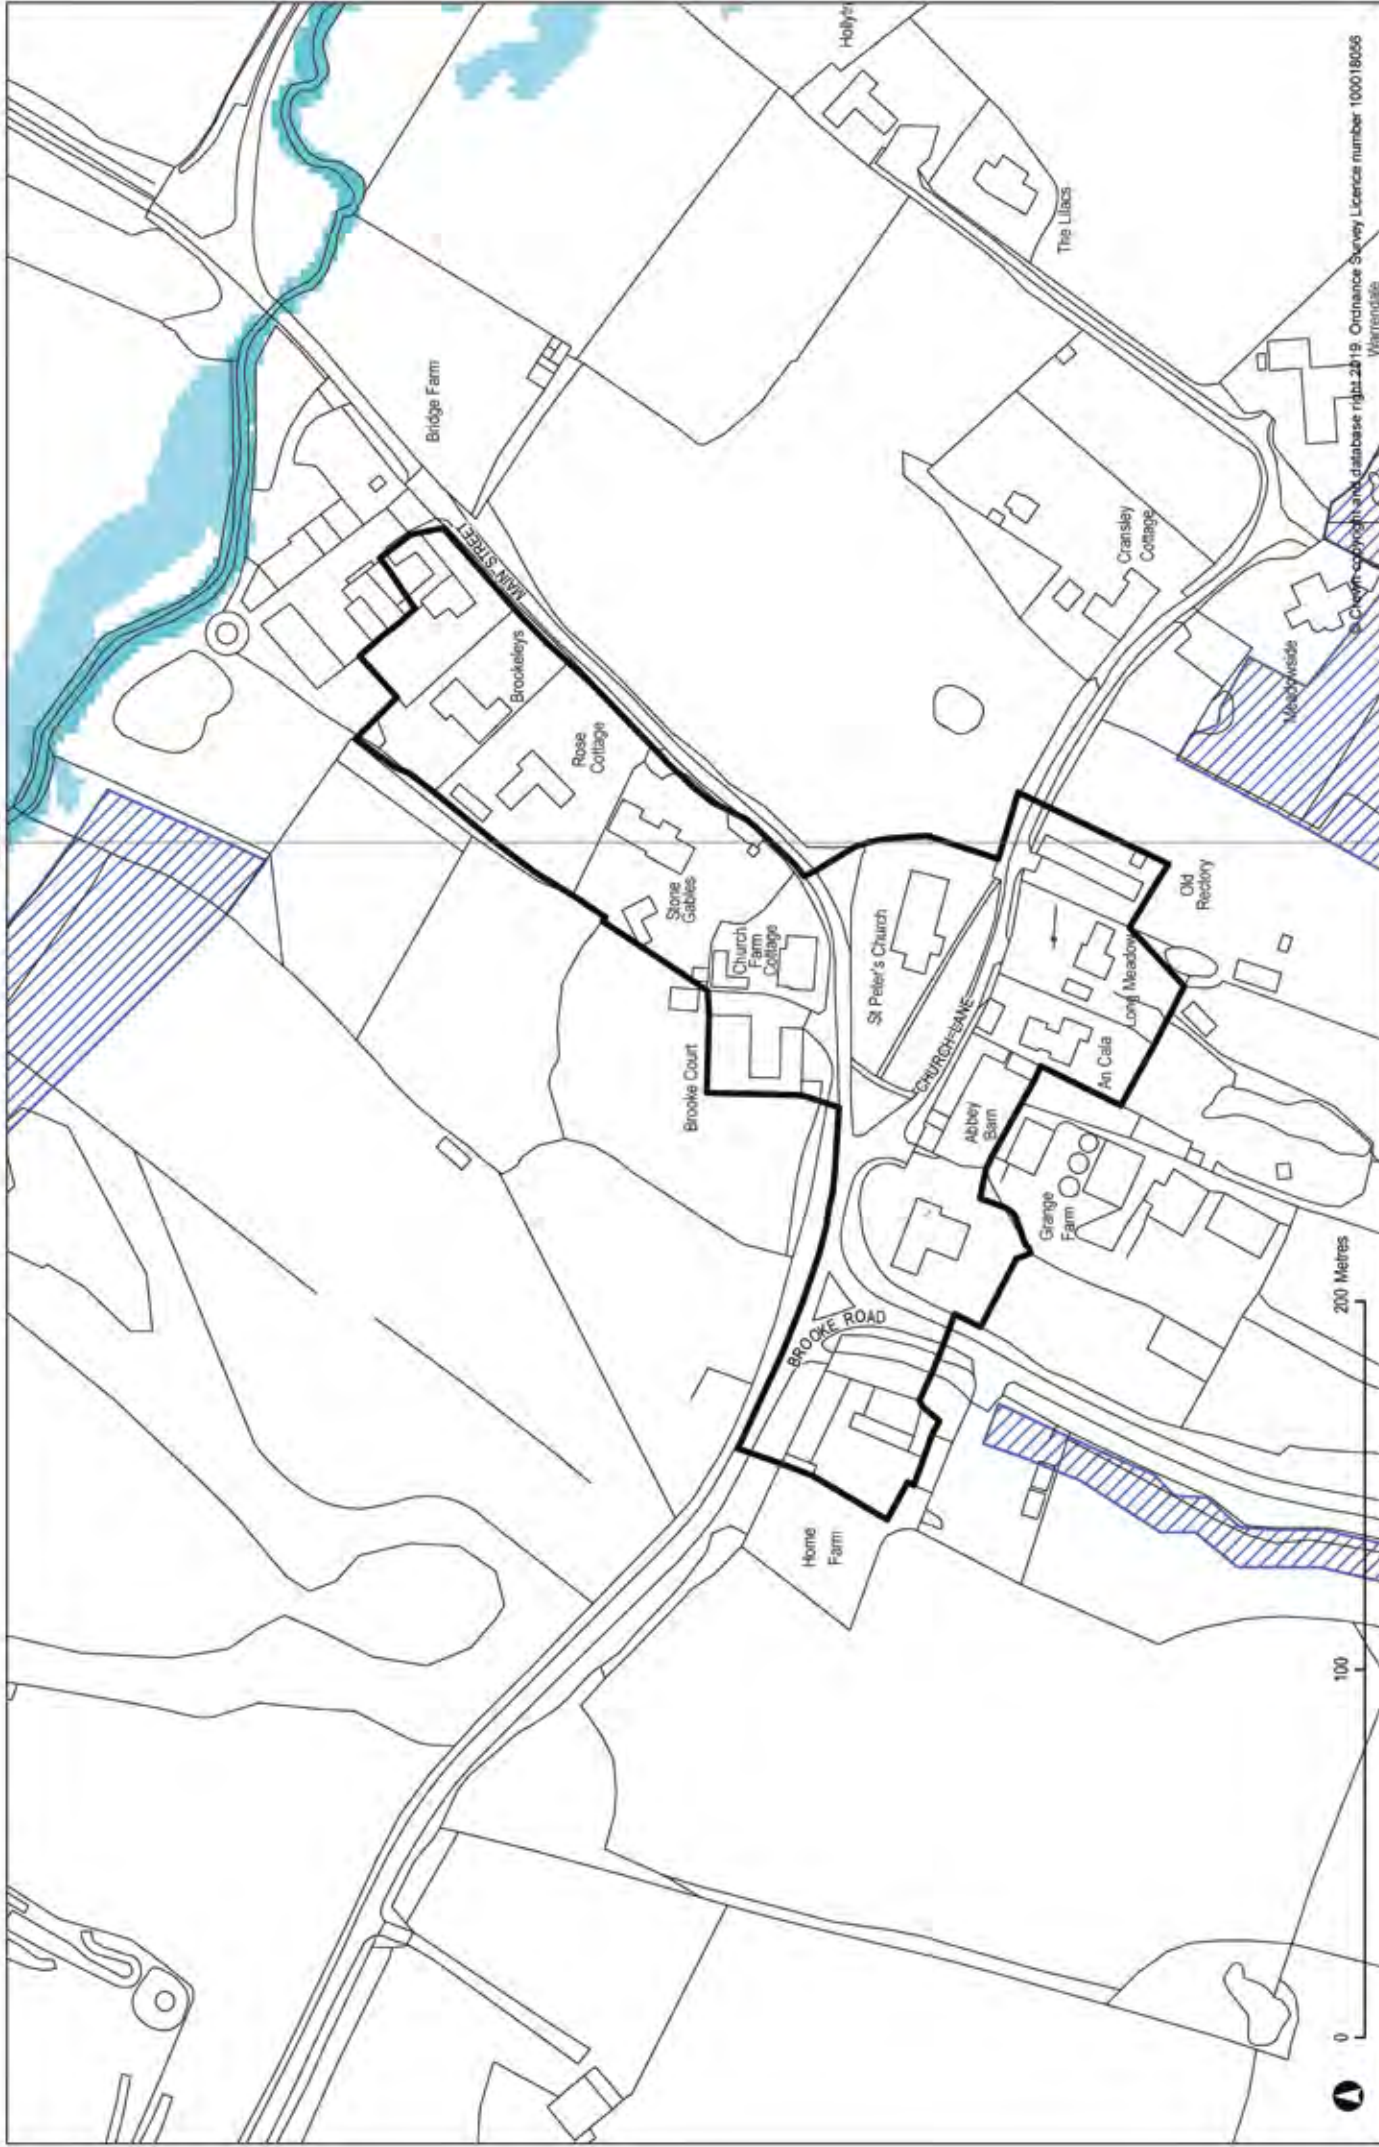 Hollytr
The Lilacs
Bridge Farm
MAIN STREET
Brookeleys
Rose
Cottage
Stone
Gables
Church
Farm
Cottage
Brooke Court
St Peter's Church
CHURCH LANE
Cransley
Cottage
Meadowside
Warrendale
Old
Rectory
Long Meadow
An Cala
Abbey
Barn
Grange
Farm
BROOKE ROAD
Home
Farm
0
100
200 Metres
© Crown copyright and database right 2019. Ordnance Survey Licence number 100018056